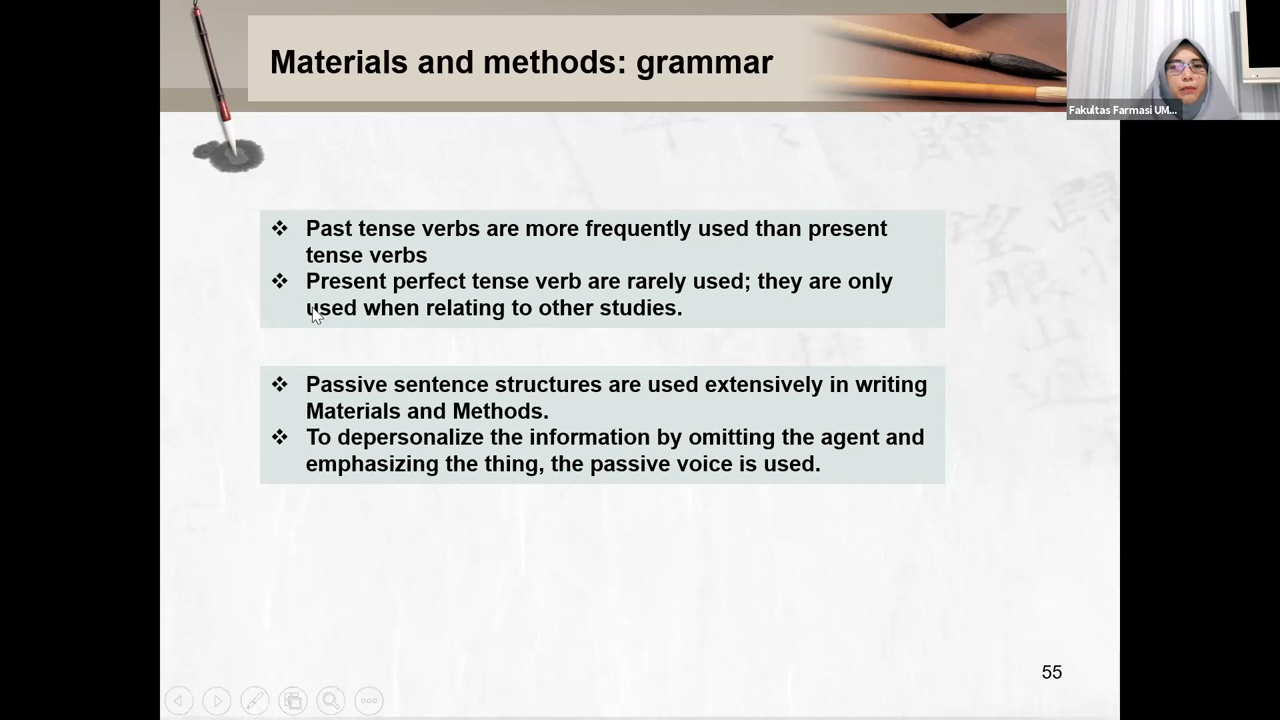 Materials and methods: grammar
Fakultas Farmasi UM...
❖ Past tense verbs are more frequently used than present
tense verbs
❖ Present perfect tense verb are rarely used; they are only
used when relating to other studies.
❖ Passive sentence structures are used extensively in writing
Materials and Methods.
❖ To depersonalize the information by omitting the agent and
emphasizing the thing, the passive voice is used.
55